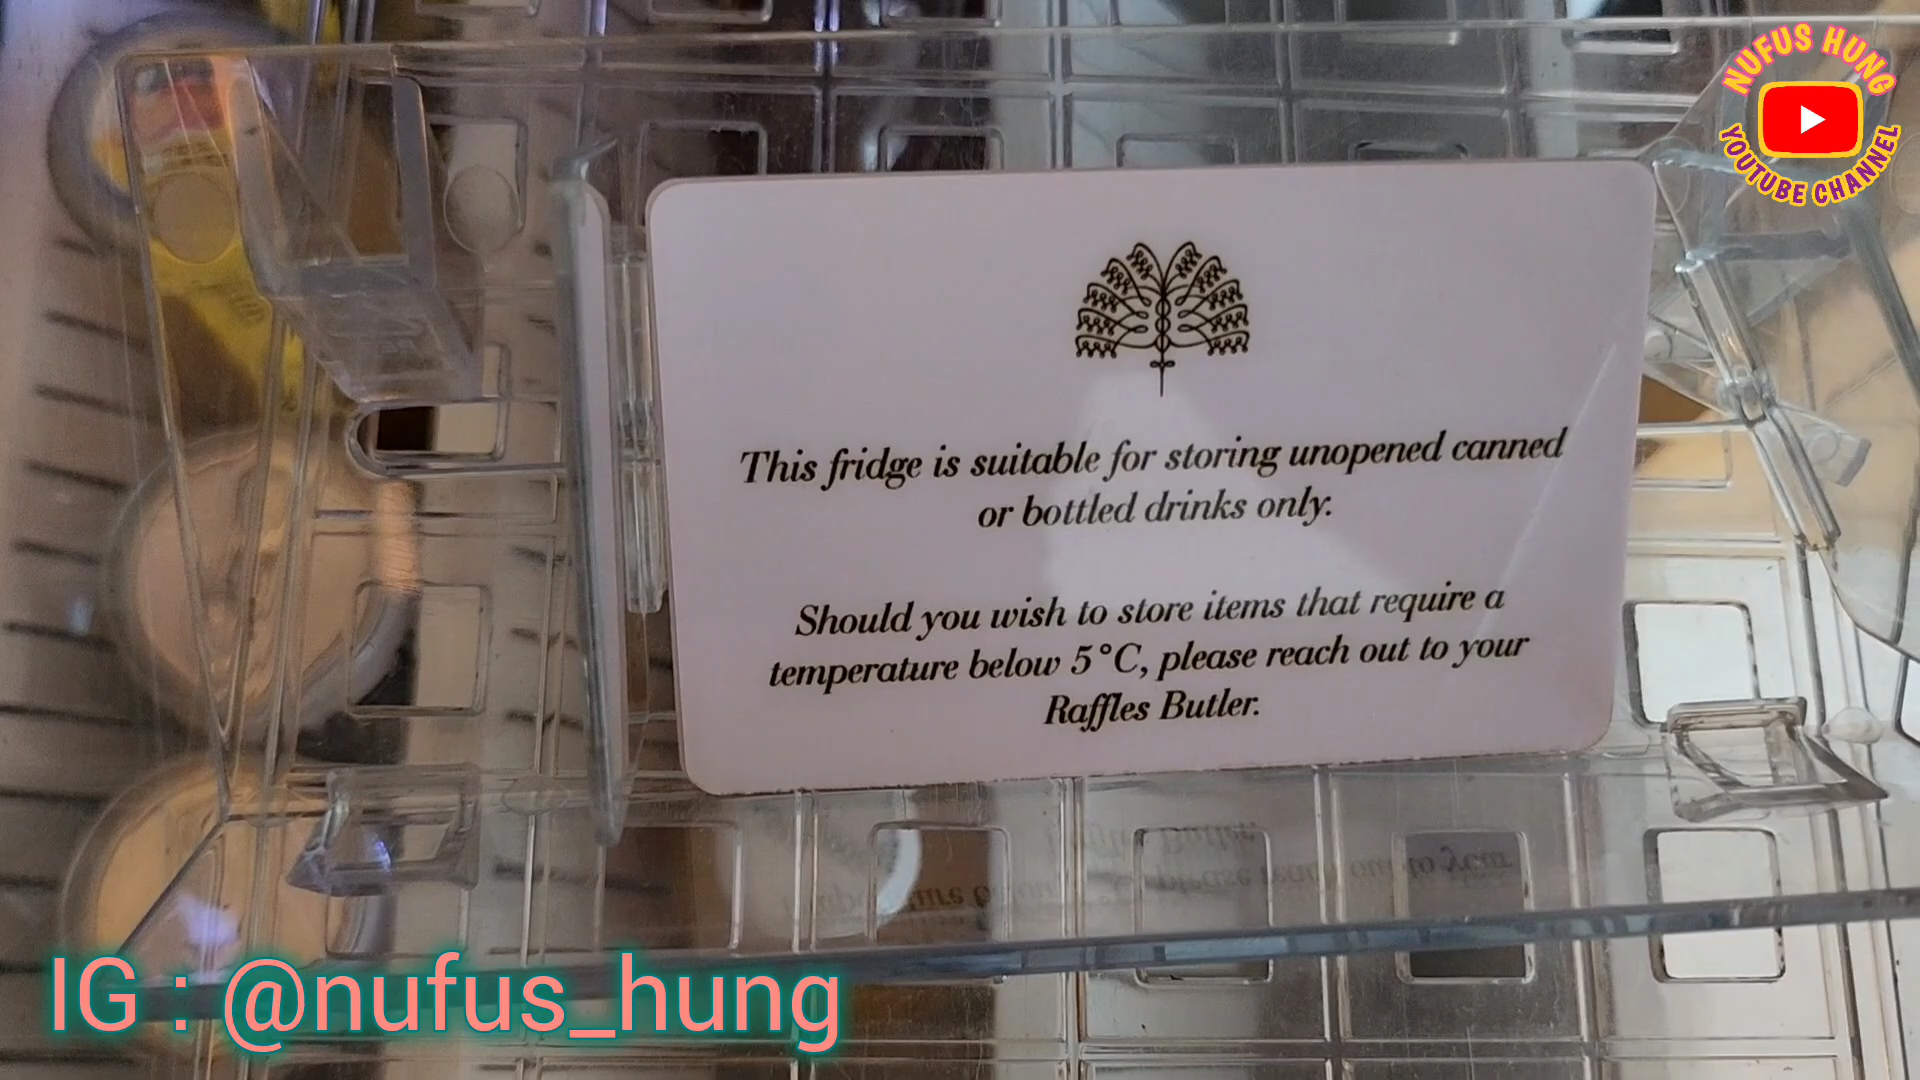 NUFUS HUNG
YOUTUBE CHANNEL
This fridge is suitable for storing unopened canned
or bottled drinks only.
Should you wish to store items that require a
temperature below 5°C, please reach out to your
Raffles Butler.
IG : @nufus_hung